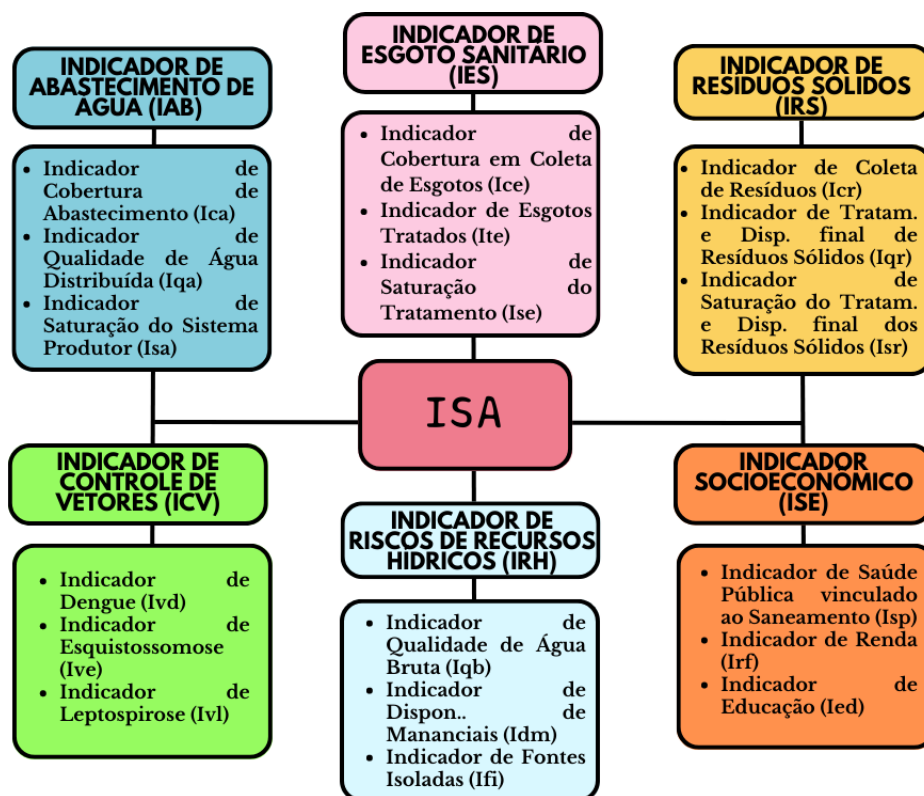 INDICADOR DE
ABASTECIMENTO DE
ÁGUA (IAB)
• Indicador de
Cobertura de
Abastecimento (Ica)
• Indicador de
Qualidade de Água
Distribuída (Iqa)
• Indicador de
Saturação do Sistema
Produtor (Isa)
INDICADOR DE
ESGOTO SANITÁRIO
(IES)
• Indicador de
Cobertura em Coleta
de Esgotos (Ice)
• Indicador de Esgotos
Tratados (Ite)
• Indicador de
Saturação do
Tratamento (Ise)
INDICADOR DE
RESÍDUOS SÓLIDOS
(IRS)
• Indicador de Coleta
de Resíduos (Icr)
• Indicador de Tratam.
e Disp. final de
Resíduos Sólidos (Iqr)
• Indicador de
Saturação do Tratam.
e Disp. final dos
Resíduos Sólidos (Isr)
ISA
INDICADOR DE
CONTROLE DE
VETORES (ICV)
• Indicador de
Dengue (Ivd)
• Indicador de
Esquistossomose
(Ive)
• Indicador de
Leptospirose (Ivl)
INDICADOR DE
RISCOS DE RECURSOS
HÍDRICOS (IRH)
• Indicador de
Qualidade de Água
Bruta (Iqb)
• Indicador de
Dispon.. de
Mananciais (Idm)
• Indicador de Fontes
Isoladas (Ifi)
INDICADOR
SOCIOECONÔMICO
(ISE)
• Indicador de Saúde
Pública vinculado
ao Saneamento (Isp)
• Indicador de Renda
(Irf)
• Indicador de
Educação (Ied)